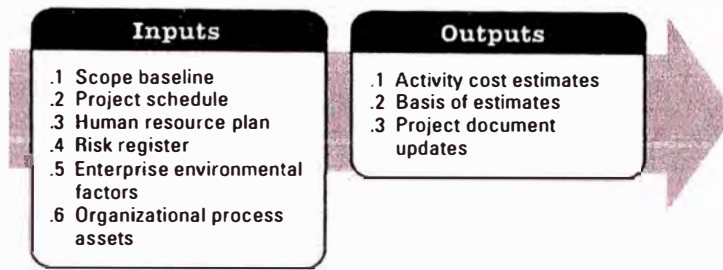 Inputs
.1 Scope baseline
.2 Project schedule
.3 Human resource plan
.4 Risk register
.5 Enterprise environmental
factors
.6 Organizational process
assets
Outputs
.1 Activity cost estimates
.2 Basis of estimates
.3 Project document
updates